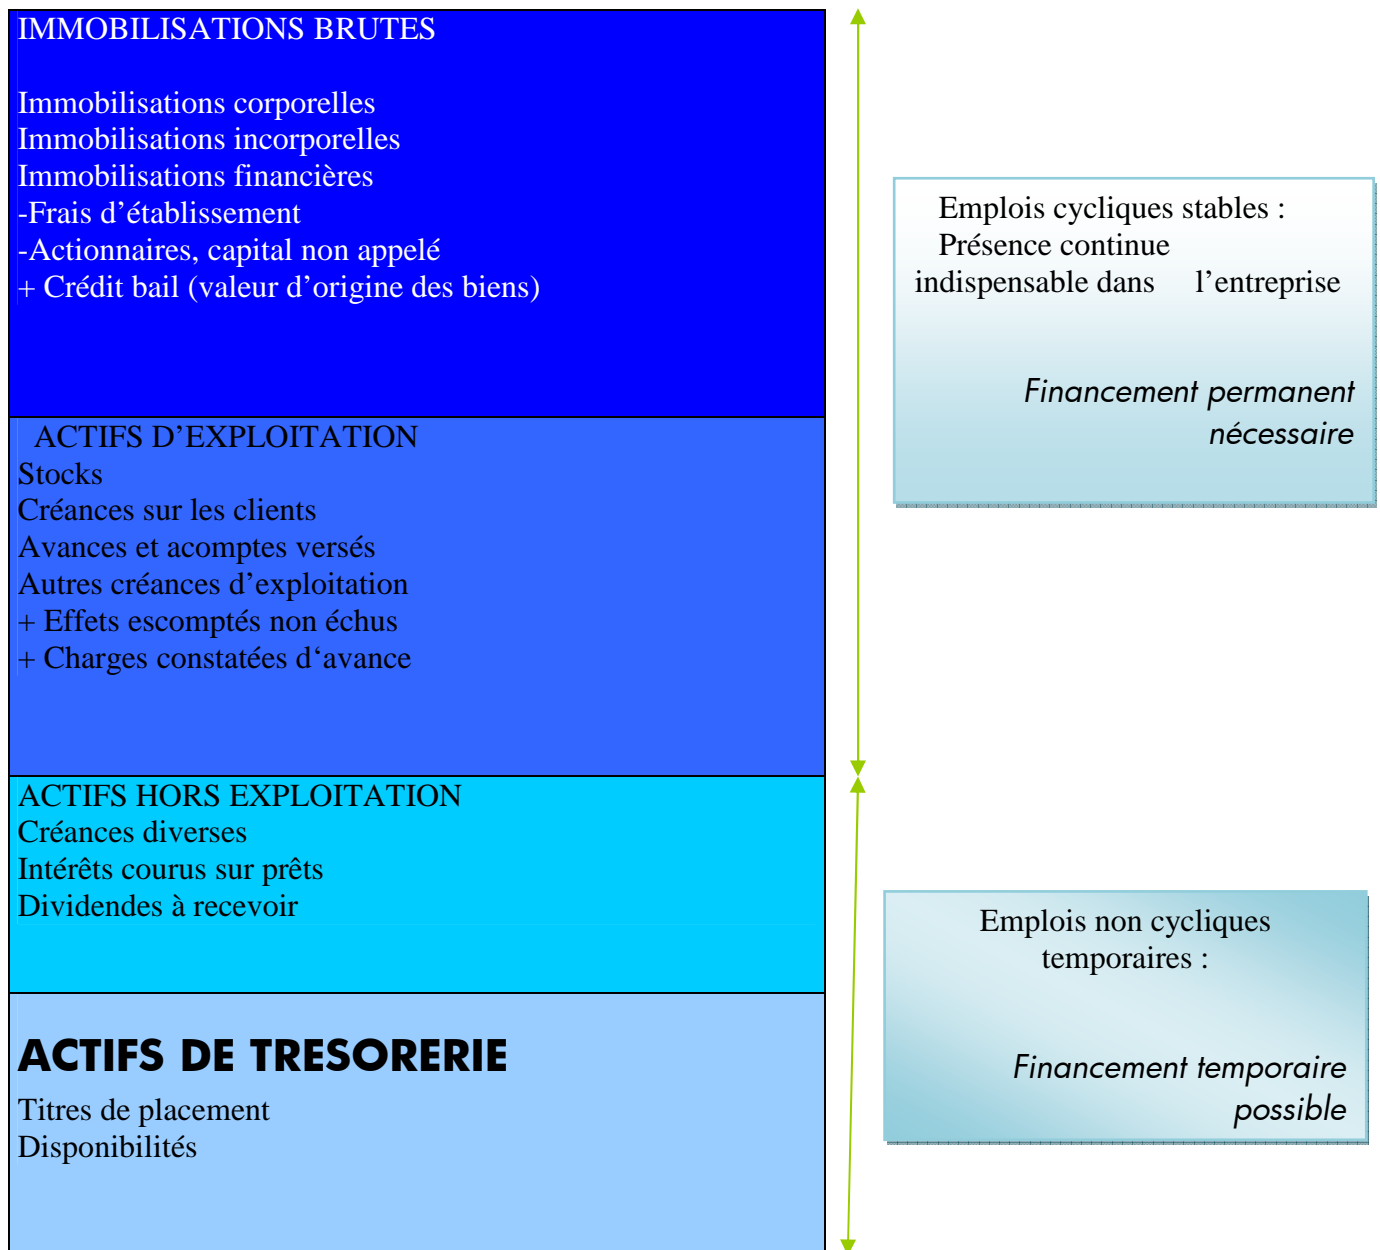 IMMOBILISATIONS BRUTES
Immobilisations corporelles
Immobilisations incorporelles
Immobilisations financières
-Frais d’établissement
-Actionnaires, capital non appelé
+ Crédit bail (valeur d’origine des biens)
Emplois cycliques stables :
Présence continue
indispensable dans l’entreprise
Financement permanent
nécessaire
ACTIFS D’EXPLOITATION
Stocks
Créances sur les clients
Avances et acomptes versés
Autres créances d’exploitation
+ Effets escomptés non échus
+ Charges constatées d‘avance
ACTIFS HORS EXPLOITATION
Créances diverses
Intérêts courus sur prêts
Dividendes à recevoir
Emplois non cycliques
temporaires :
Financement temporaire
possible
ACTIFS DE TRESORERIE
Titres de placement
Disponibilités